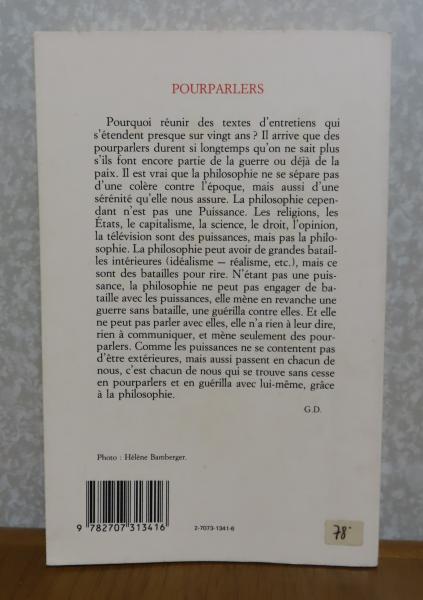 POURPARLERS
Pourquoi réunir des textes d'entretiens qui
s'étendent presque sur vingt ans ? Il arrive que des
pourparlers durent si longtemps qu'on ne sait plus
s'ils font encore partie de la guerre ou déjà de la
paix. Il est vrai que la philosophie ne se sépare pas
d'une colère contre l'époque, mais aussi d'une
sérénité qu'elle nous assure. La philosophie cepen-
dant n'est pas une Puissance. Les religions, les
États, le capitalisme, la science, le droit, l'opinion,
la télévision sont des puissances, mais pas la philo-
sophie. La philosophie peut avoir de grandes batail-
les intérieures (idéalisme — réalisme, etc.), mais ce
sont des batailles pour rire. N'étant pas une puis-
sance, la philosophie ne peut pas engager de ba-
taille avec les puissances, elle mène en revanche une
guerre sans bataille, une guérilla contre elles. Et elle
ne peut pas parler avec elles, elle n'a rien à leur dire,
rien à communiquer, et mène seulement des pour-
parlers. Comme les puissances ne se contentent pas
d'être extérieures, mais aussi passent en chacun de
nous, c'est chacun de nous qui se trouve sans cesse
en pourparlers et en guérilla avec lui-même, grâce
à la philosophie.
G.D.
Photo : Hélène Bamberger.
9 782707 313416
2-7073-1341-6
78-